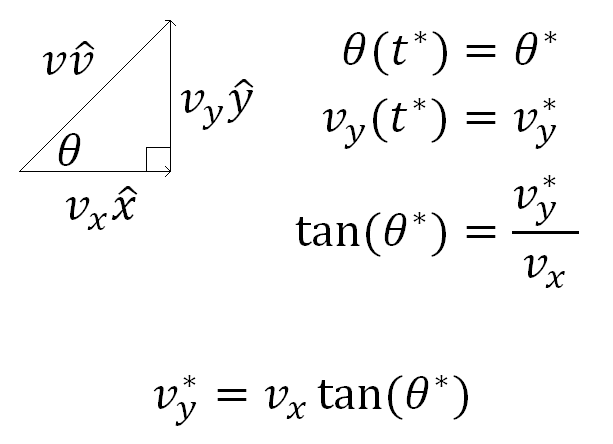 vv̂
v_y ŷ
θ
v_x x̂
θ(t*) = θ*
v_y(t*) = v_y*
tan(θ*) = v_y* / v_x
v_y* = v_x tan(θ*)